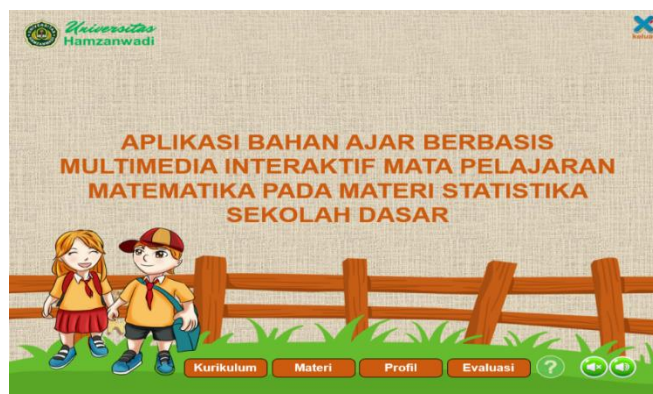 Universitas
Hamzanwadi
keluar
APLIKASI BAHAN AJAR BERBASIS
MULTIMEDIA INTERAKTIF MATA PELAJARAN
MATEMATIKA PADA MATERI STATISTIKA
SEKOLAH DASAR
Kurikulum Materi Profil Evaluasi ?